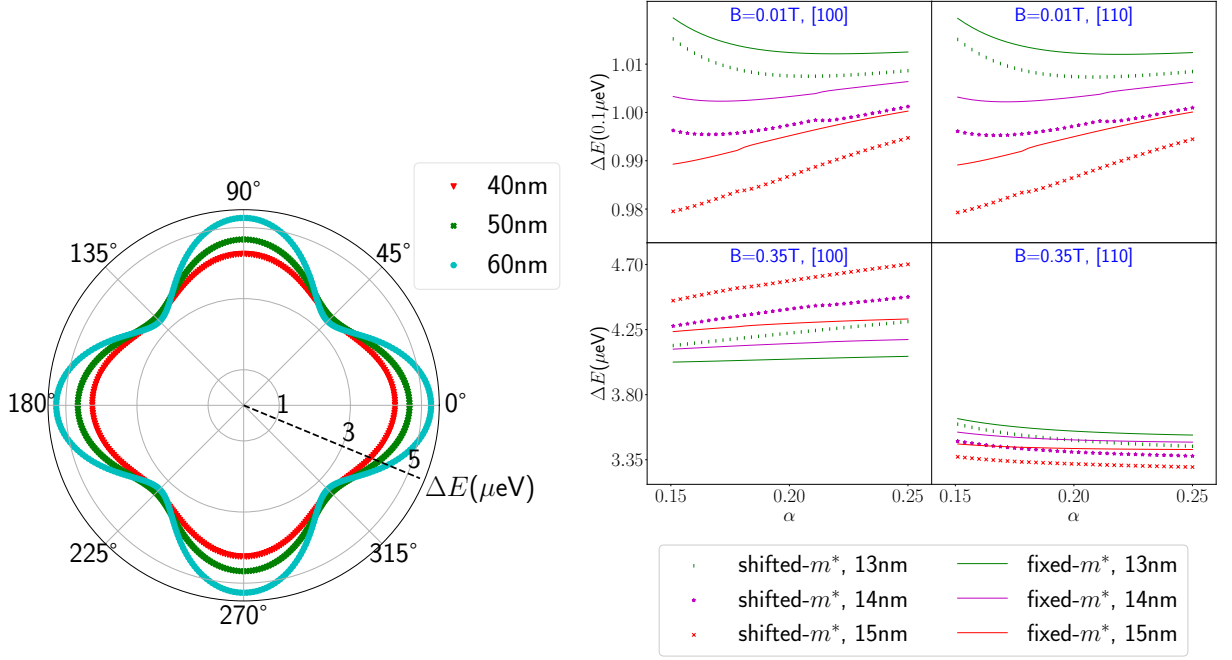 40nm
50nm
60nm
90°
135°
45°
180°
0°
1
3
5
ΔE(μeV)
225°
315°
270°
B=0.01T, [100]
B=0.01T, [110]
1.01
1.00
0.99
0.98
ΔE(0.1μeV)
B=0.35T, [100]
B=0.35T, [110]
4.70
4.25
3.80
3.35
ΔE(μeV)
0.15 0.20 0.25
0.15 0.20 0.25
α
α
shifted-m*, 13nm
fixed-m*, 13nm
shifted-m*, 14nm
fixed-m*, 14nm
shifted-m*, 15nm
fixed-m*, 15nm